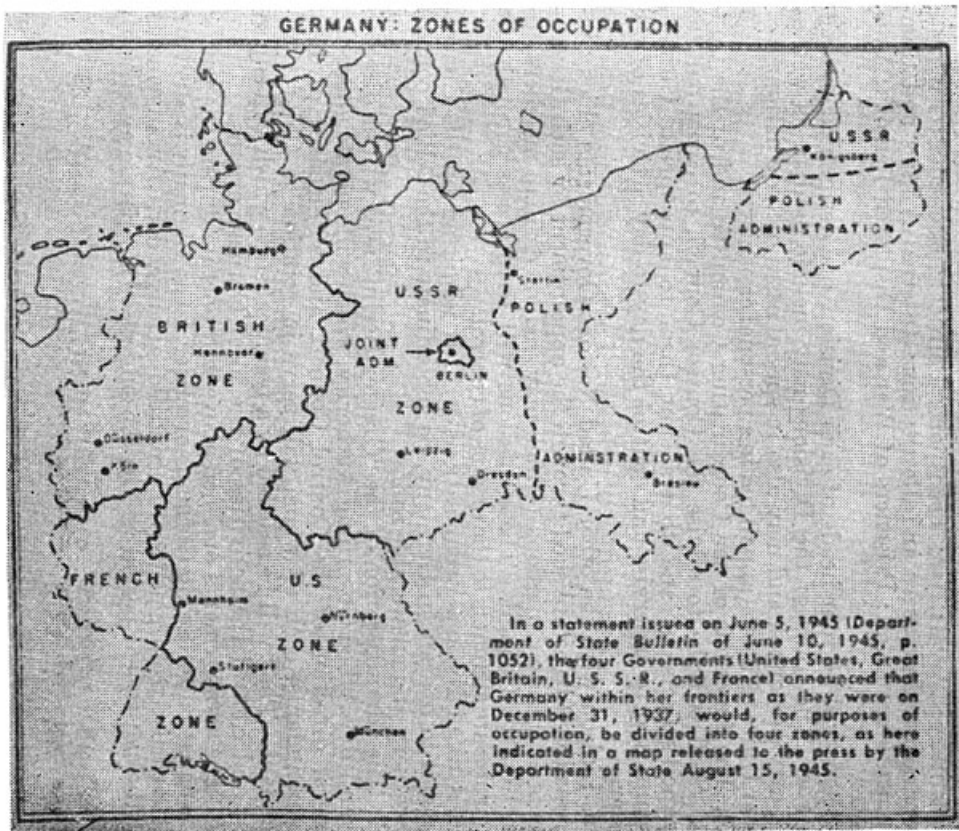 GERMANY: ZONES OF OCCUPATION
U.S.S.R
Königsberg
POLISH
ADMINISTRATION
Hamburg
Bremen
BRITISH
Hannover
ZONE
Düsseldorf
Köln
U.S.S.R.
JOINT
ADM
BERLIN
ZONE
Leipzig
Dresden
Stettin
POLISH
ADMINISTRATION
Breslau
FRENCH
ZONE
U.S
ZONE
Mannheim
Nürnberg
Stuttgart
München
In a statement issued on June 5, 1945 (Depart-
ment of State Bulletin of June 10, 1945, p.
1052), the four Governments (United States, Great
Britain, U. S. S. R., and France) announced that
Germany within her frontiers as they were on
December 31, 1937, would, for purposes of
occupation, be divided into four zones, as here
indicated in a map released to the press by the
Department of State August 15, 1945.